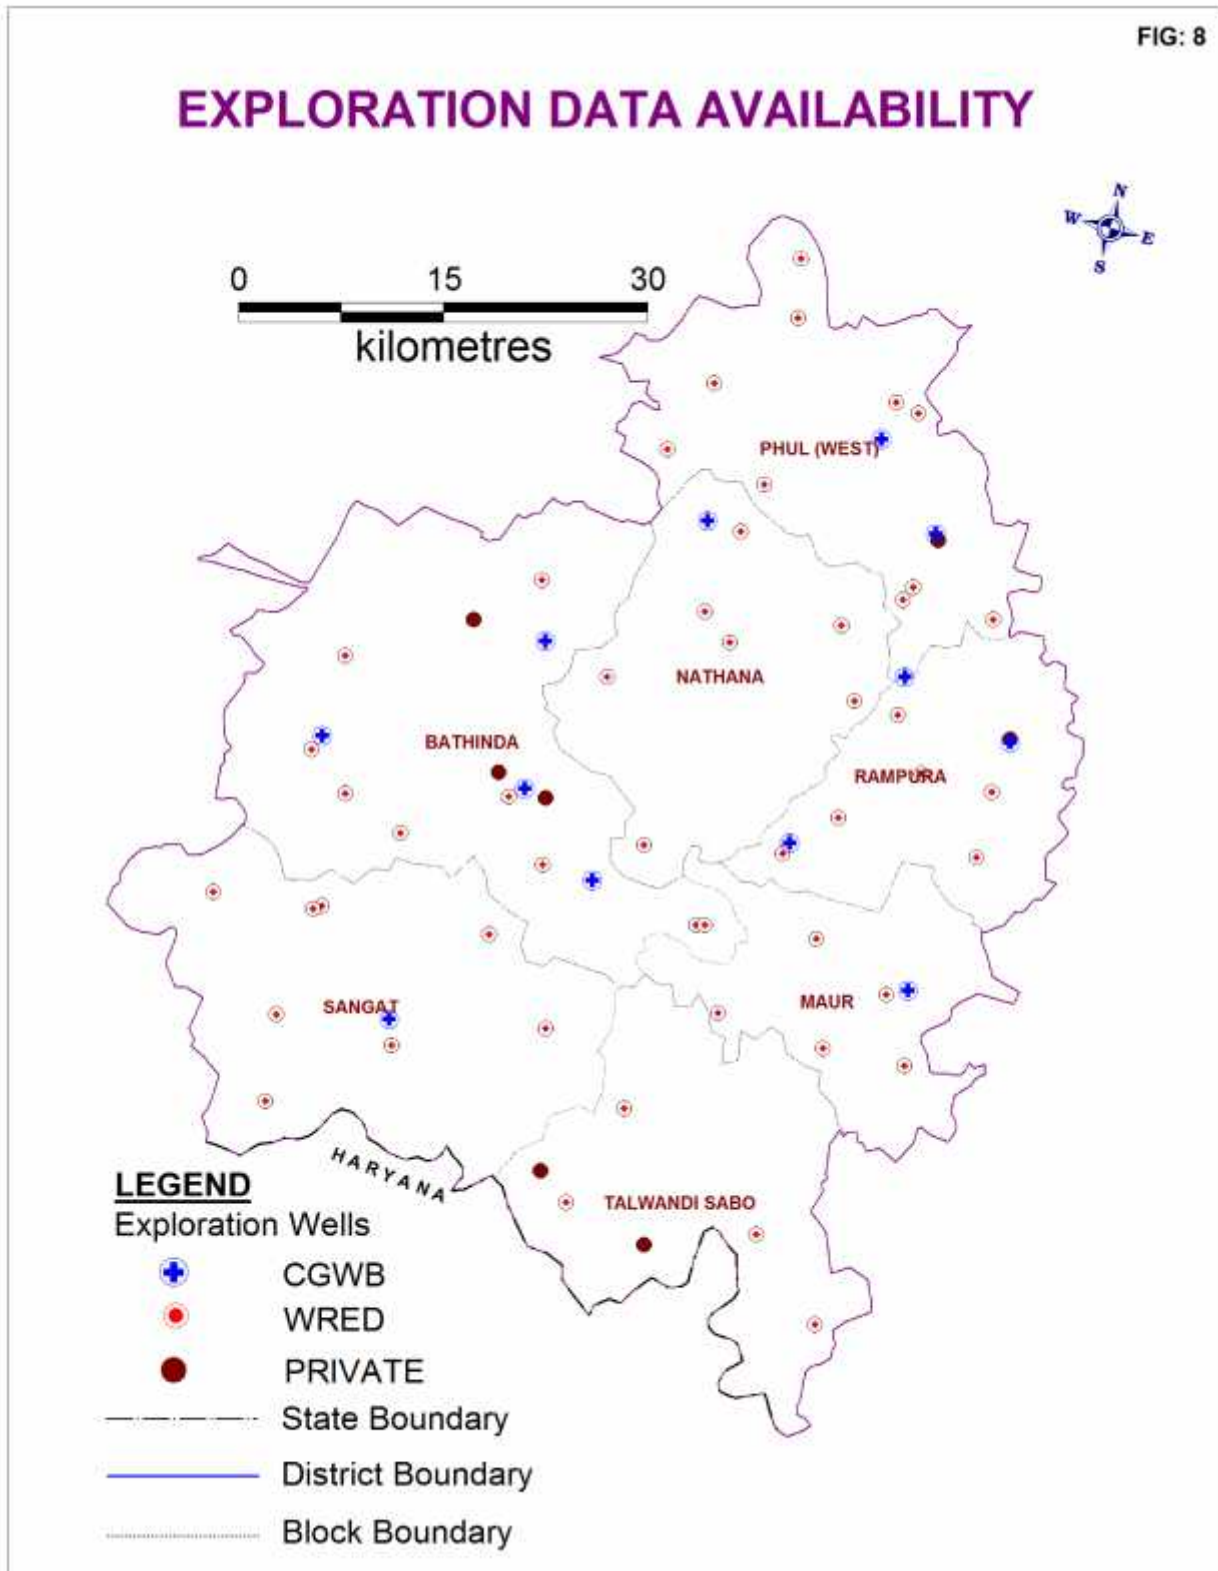 FIG: 8
EXPLORATION DATA AVAILABILITY
N
W
E
S
0 15 30
kilometres
PHUL (WEST)
NATHANA
BATHINDA
RAMPURA
SANGAT
MAUR
HARYANA
TALWANDI SABO
LEGEND
Exploration Wells
CGWB
WRED
PRIVATE
State Boundary
District Boundary
Block Boundary